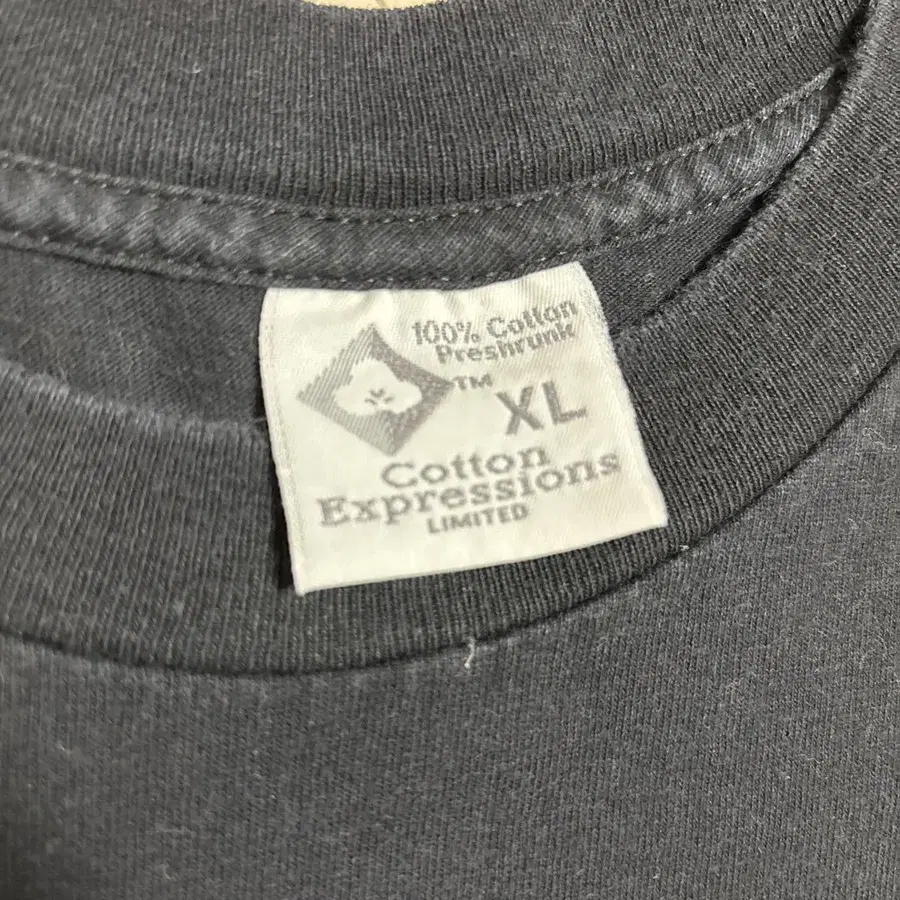 100% Cotton
Preshrunk
TM
XL
Cotton
Expressions
LIMITED